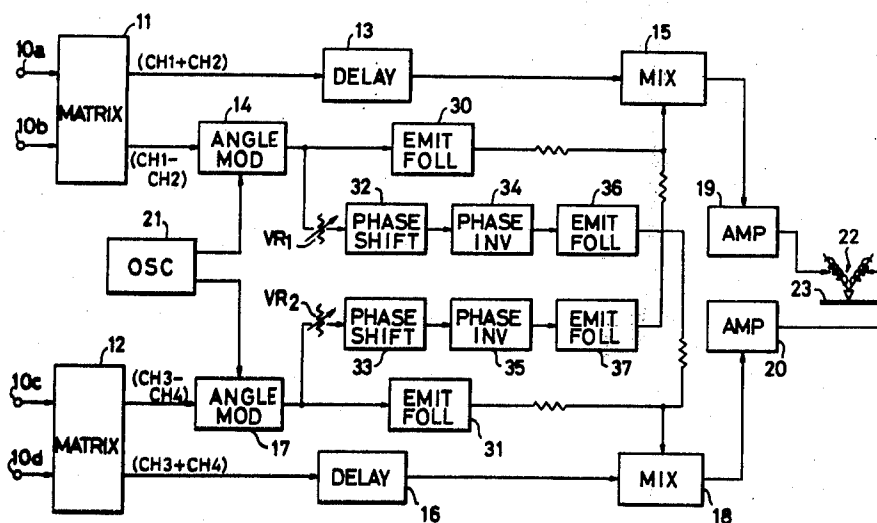 11
10a
10b
MATRIX
(CH1+CH2)
(CH1-
CH2)
13
DELAY
15
MIX
14
ANGLE
MOD
30
EMIT
FOLL
21
OSC
VR1
32
PHASE
SHIFT
34
PHASE
INV
36
EMIT
FOLL
19
AMP
22
23
VR2
PHASE
SHIFT
33
PHASE
INV
35
EMIT
FOLL
37
AMP
20
12
10c
10d
MATRIX
(CH3-
CH4)
(CH3+CH4)
ANGLE
MOD
17
EMIT
FOLL
31
DELAY
16
MIX
18